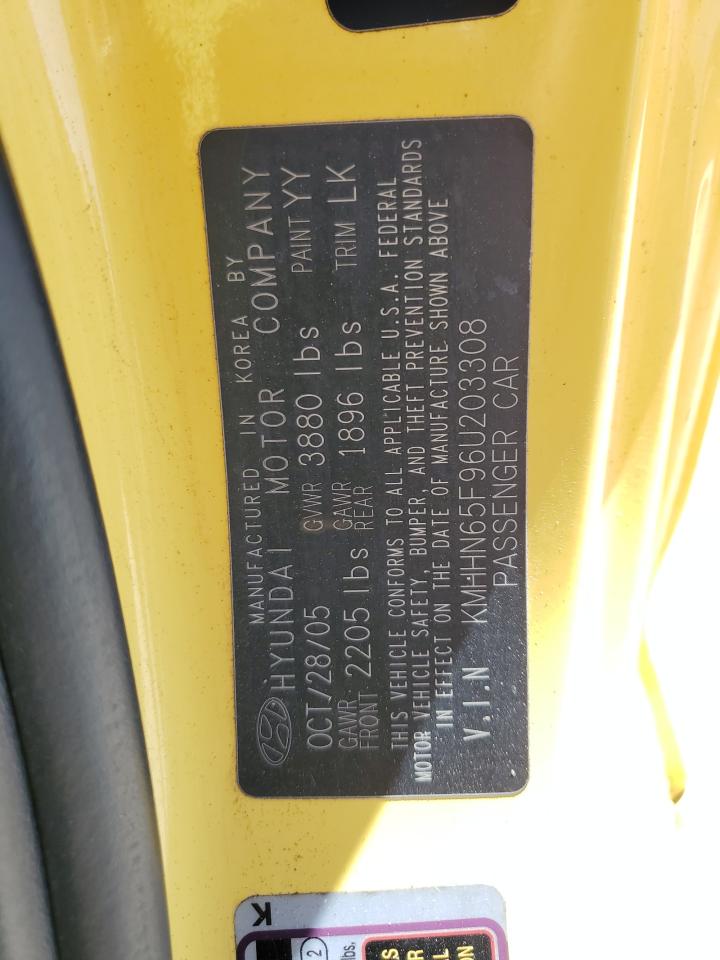 MANUFACTURED IN KOREA BY
HYUNDAI MOTOR COMPANY
OCT/28/05 GVWR 3880 lbs PAINT YY
GAWR FRONT 2205 lbs GAWR REAR 1896 lbs TRIM LK
THIS VEHICLE CONFORMS TO ALL APPLICABLE U.S.A. FEDERAL
MOTOR VEHICLE SAFETY, BUMPER, AND THEFT PREVENTION STANDARDS
IN EFFECT ON THE DATE OF MANUFACTURE SHOWN ABOVE
V.I.N KMHHN65F96U203308
PASSENGER CAR
K
2
lbs.